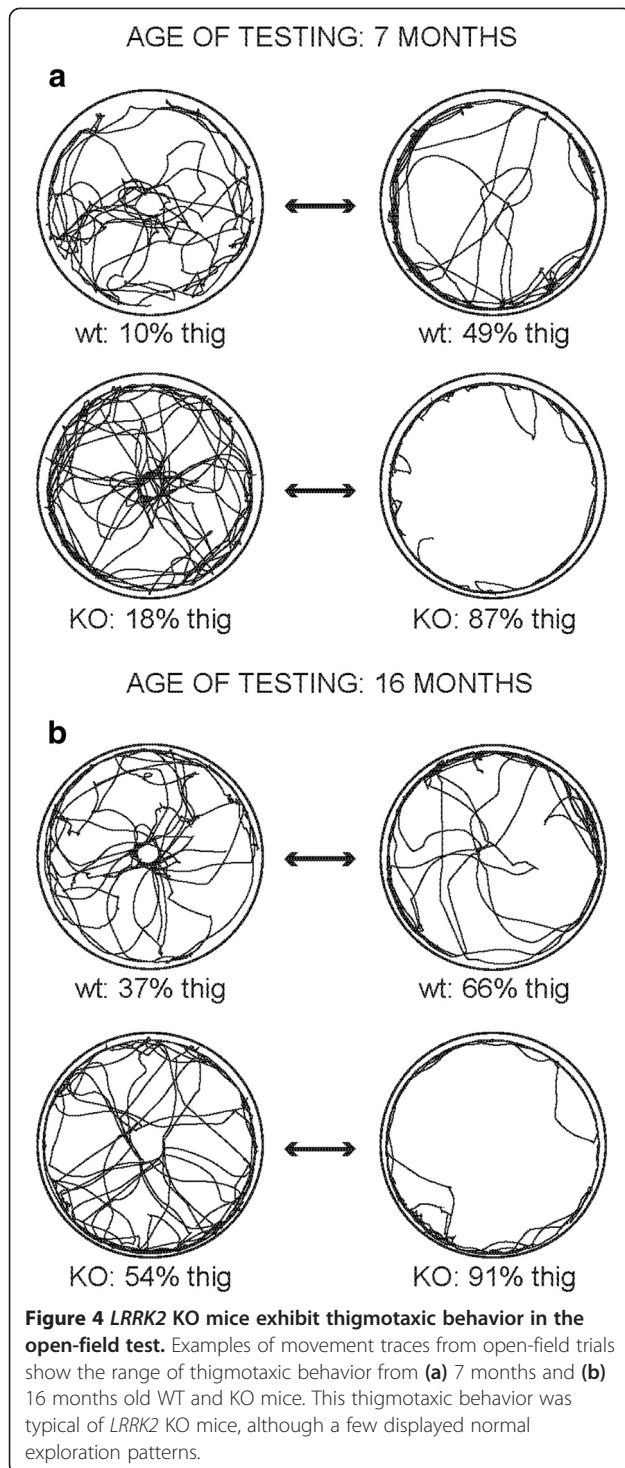 AGE OF TESTING: 7 MONTHS
a
wt: 10% thig
wt: 49% thig
KO: 18% thig
KO: 87% thig
AGE OF TESTING: 16 MONTHS
b
wt: 37% thig
wt: 66% thig
KO: 54% thig
KO: 91% thig
Figure 4 LRRK2 KO mice exhibit thigmotaxic behavior in the
open-field test. Examples of movement traces from open-field trials
show the range of thigmotaxic behavior from (a) 7 months and (b)
16 months old WT and KO mice. This thigmotaxic behavior was
typical of LRRK2 KO mice, although a few displayed normal
exploration patterns.